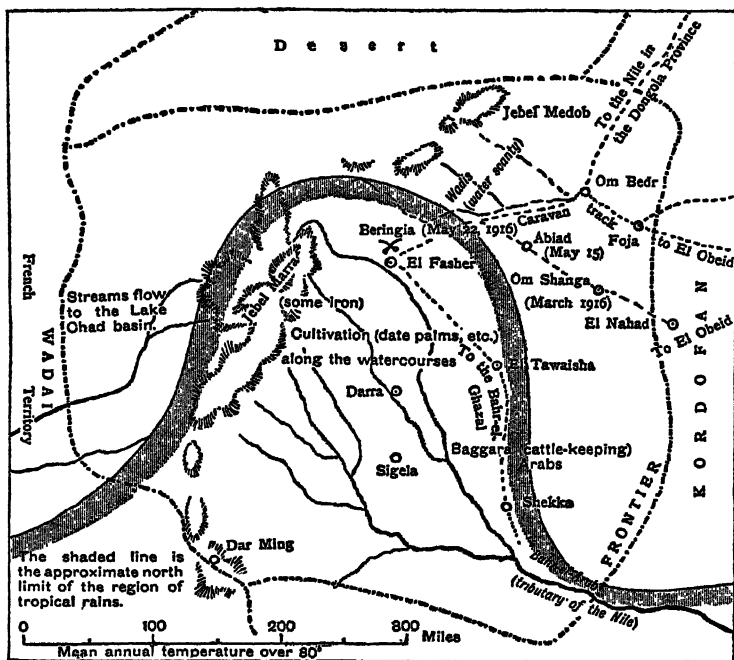 Desert
Jebel Medob
To the Nile in
the Dongola Province
Wadis
(water scanty)
Om Bedr
Caravan
track
Foja
to El Obeid
Beringia (May 22, 1916)
Abiad
(May 15)
El Fasher
Om Shanga
(March 1916)
El Nahad
To El Obeid
French
WADAI
Territory
Streams flow
to the Lake
Ohad basin.
Jebel Marra
(some iron)
Cultivation (date palms, etc.)
along the watercourses
To the Bahr-el
Ghazal
Tawaisha
KORDOFAN
Darra
Baggara (cattle-keeping)
Arabs
Sigela
Shekka
FRONTIER
Dar Ming
(tributary of the Nile)
The shaded line is
the approximate north
limit of the region of
tropical rains.
0 100 200 300 Miles
Mean annual temperature over 80°